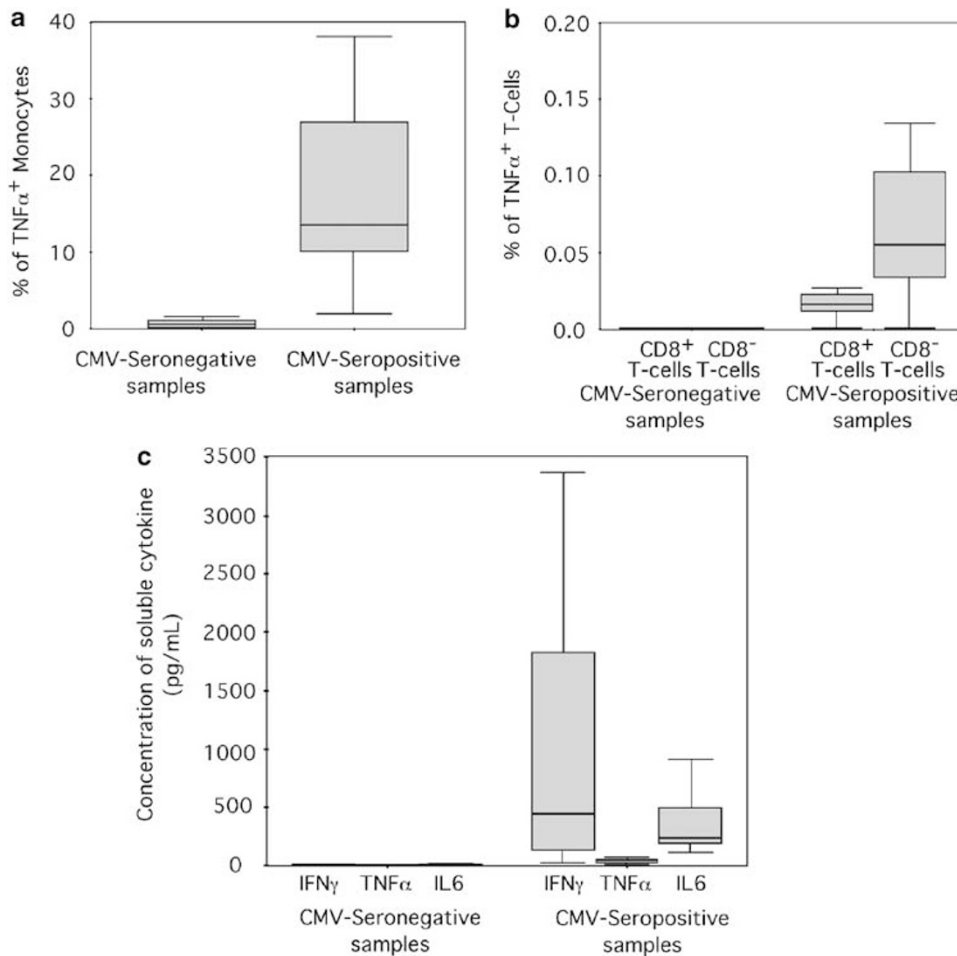 a
% of TNFα⁺ Monocytes
40
30
20
10
0
CMV-Seronegative
samples
CMV-Seropositive
samples
b
% of TNFα⁺ T-Cells
0.20
0.15
0.10
0.05
0.0
CD8⁺ CD8⁻
T-cells T-cells
CMV-Seronegative
samples
CD8⁺ CD8⁻
T-cells T-cells
CMV-Seropositive
samples
c
Concentration of soluble cytokine
(pg/mL)
3500
3000
2500
2000
1500
1000
500
0
IFNγ TNFα IL6
CMV-Seronegative
samples
IFNγ TNFα IL6
CMV-Seropositive
samples